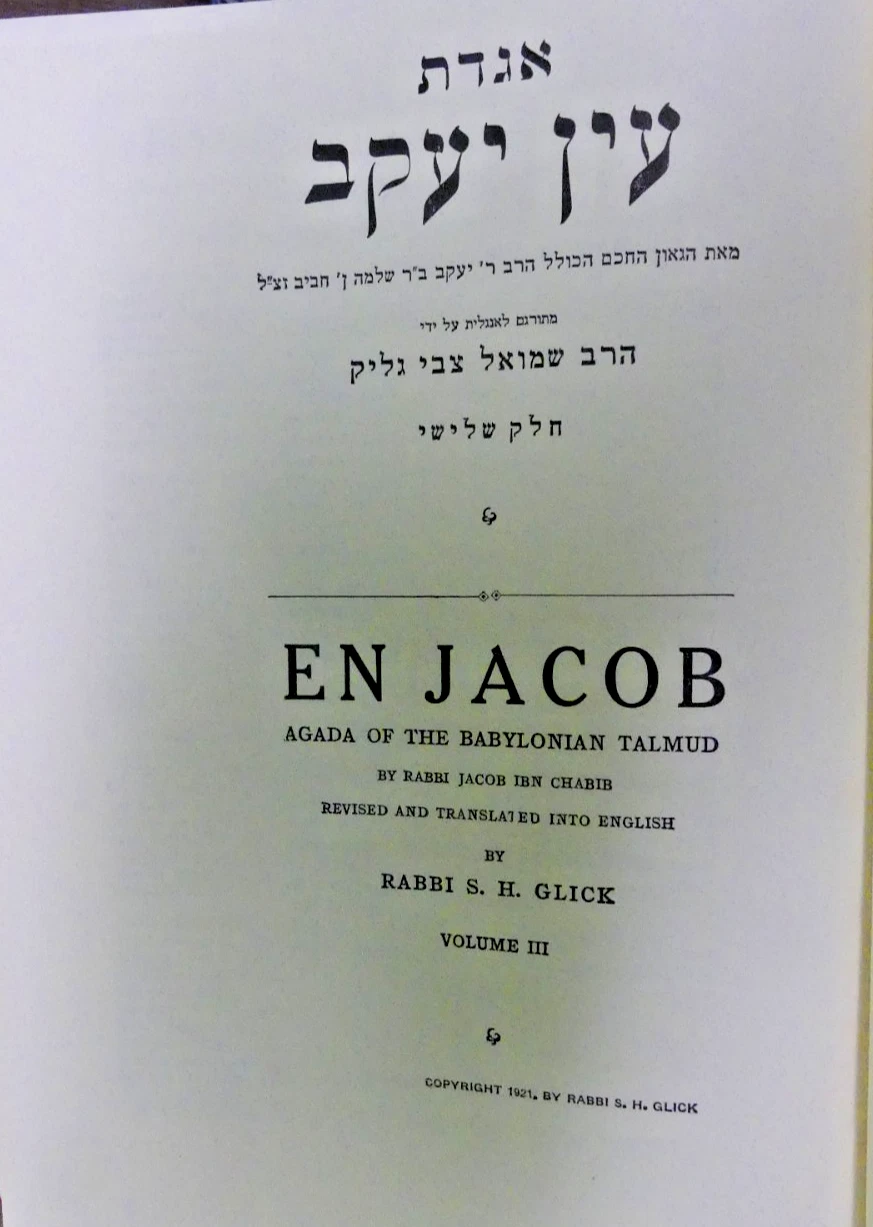 אגדת
עין יעקב
מאת הגאון החכם הכולל הרב ר' יעקב ב"ר שלמה ן' חביב זצ"ל
מתורגם לאנגלית על ידי
הרב שמואל צבי גליק
חלק שלישי
EN JACOB
AGADA OF THE BABYLONIAN TALMUD
BY RABBI JACOB IBN CHABIB
REVISED AND TRANSLATED INTO ENGLISH
BY
RABBI S. H. GLICK
VOLUME III
COPYRIGHT 1921. BY RABBI S. H. GLICK